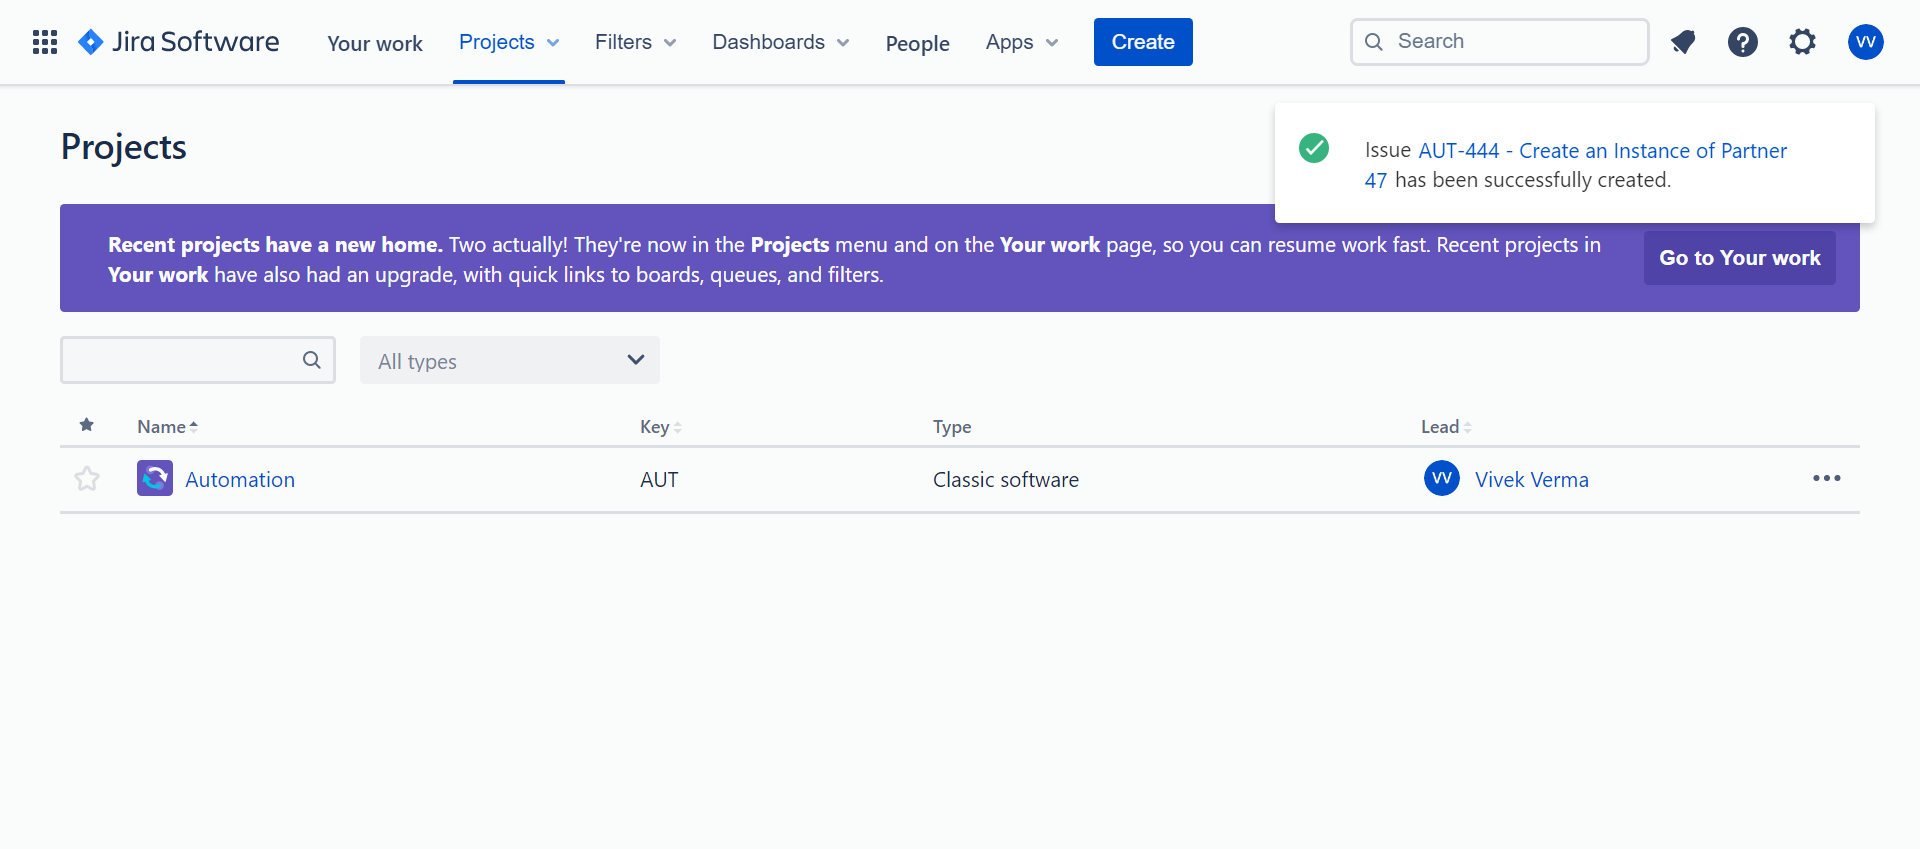 Jira Software Your work Projects Filters Dashboards People Apps Create Search VV
Projects
Issue AUT-444 - Create an Instance of Partner
47 has been successfully created.
Recent projects have a new home. Two actually! They're now in the Projects menu and on the Your work page, so you can resume work fast. Recent projects in
Your work have also had an upgrade, with quick links to boards, queues, and filters.
Go to Your work
All types
Name Key Type Lead
Automation AUT Classic software VV Vivek Verma